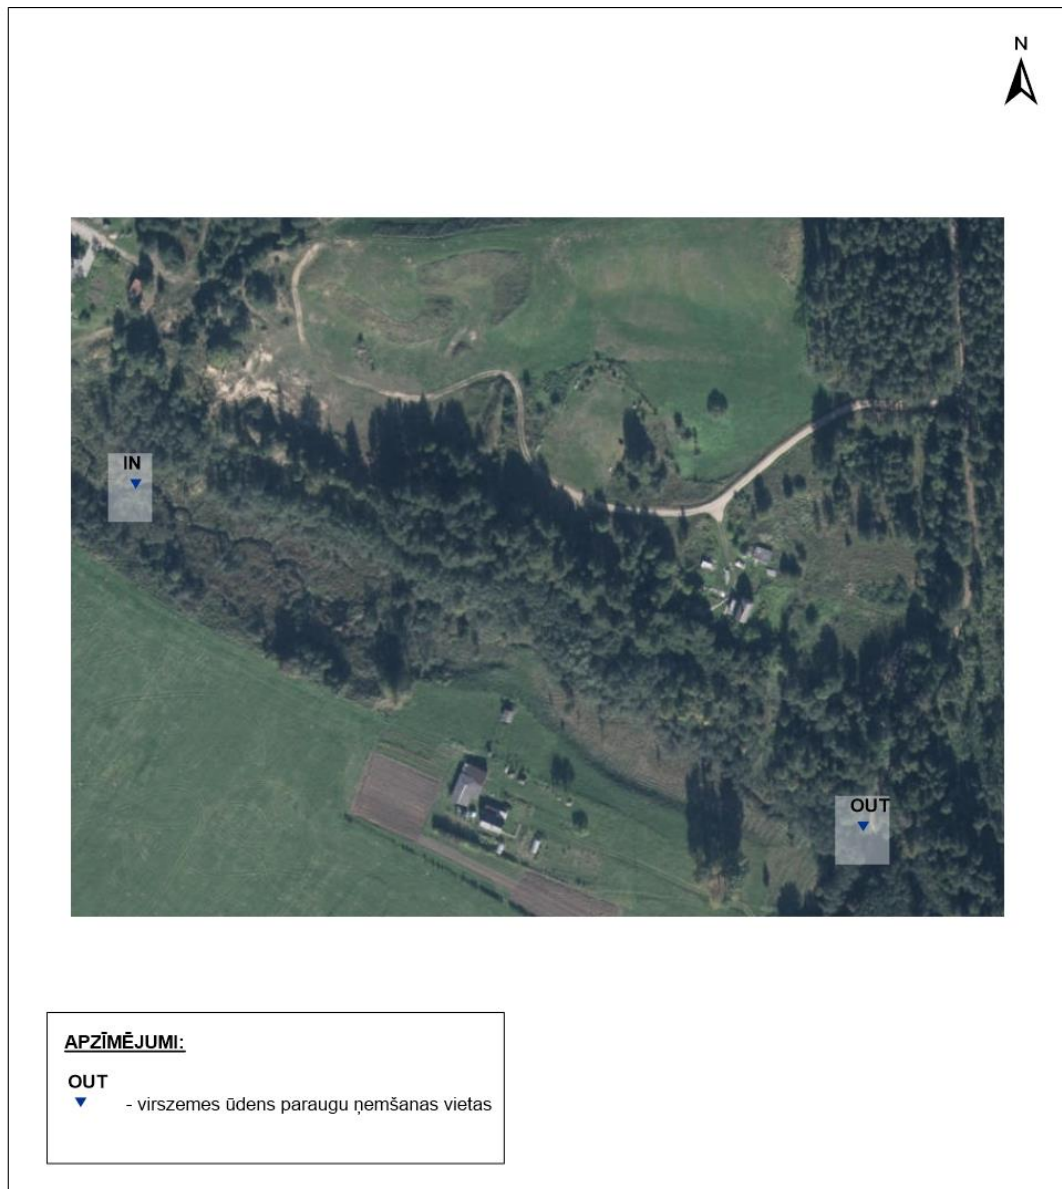 N
IN
OUT
APZĪMĒJUMI:
OUT
- virszemes ūdens paraugu ņemšanas vietas